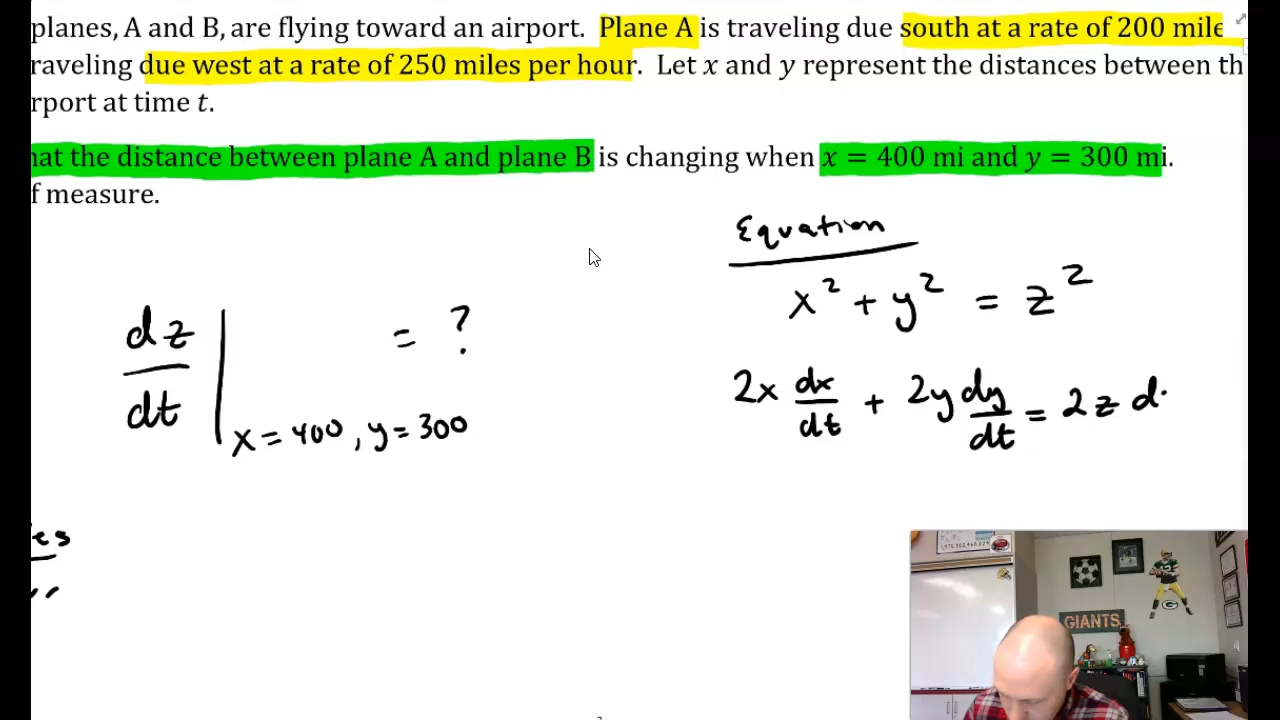 planes, A and B, are flying toward an airport. Plane A is traveling due south at a rate of 200 mile
raveling due west at a rate of 250 miles per hour. Let x and y represent the distances between th
rport at time t.
hat the distance between plane A and plane B is changing when x = 400 mi and y = 300 mi.
f measure.
Equation
x² + y² = z²
dz/dt | x=400, y=300 = ?
2x dx/dt + 2y dy/dt = 2z d
es
GIANTS
G